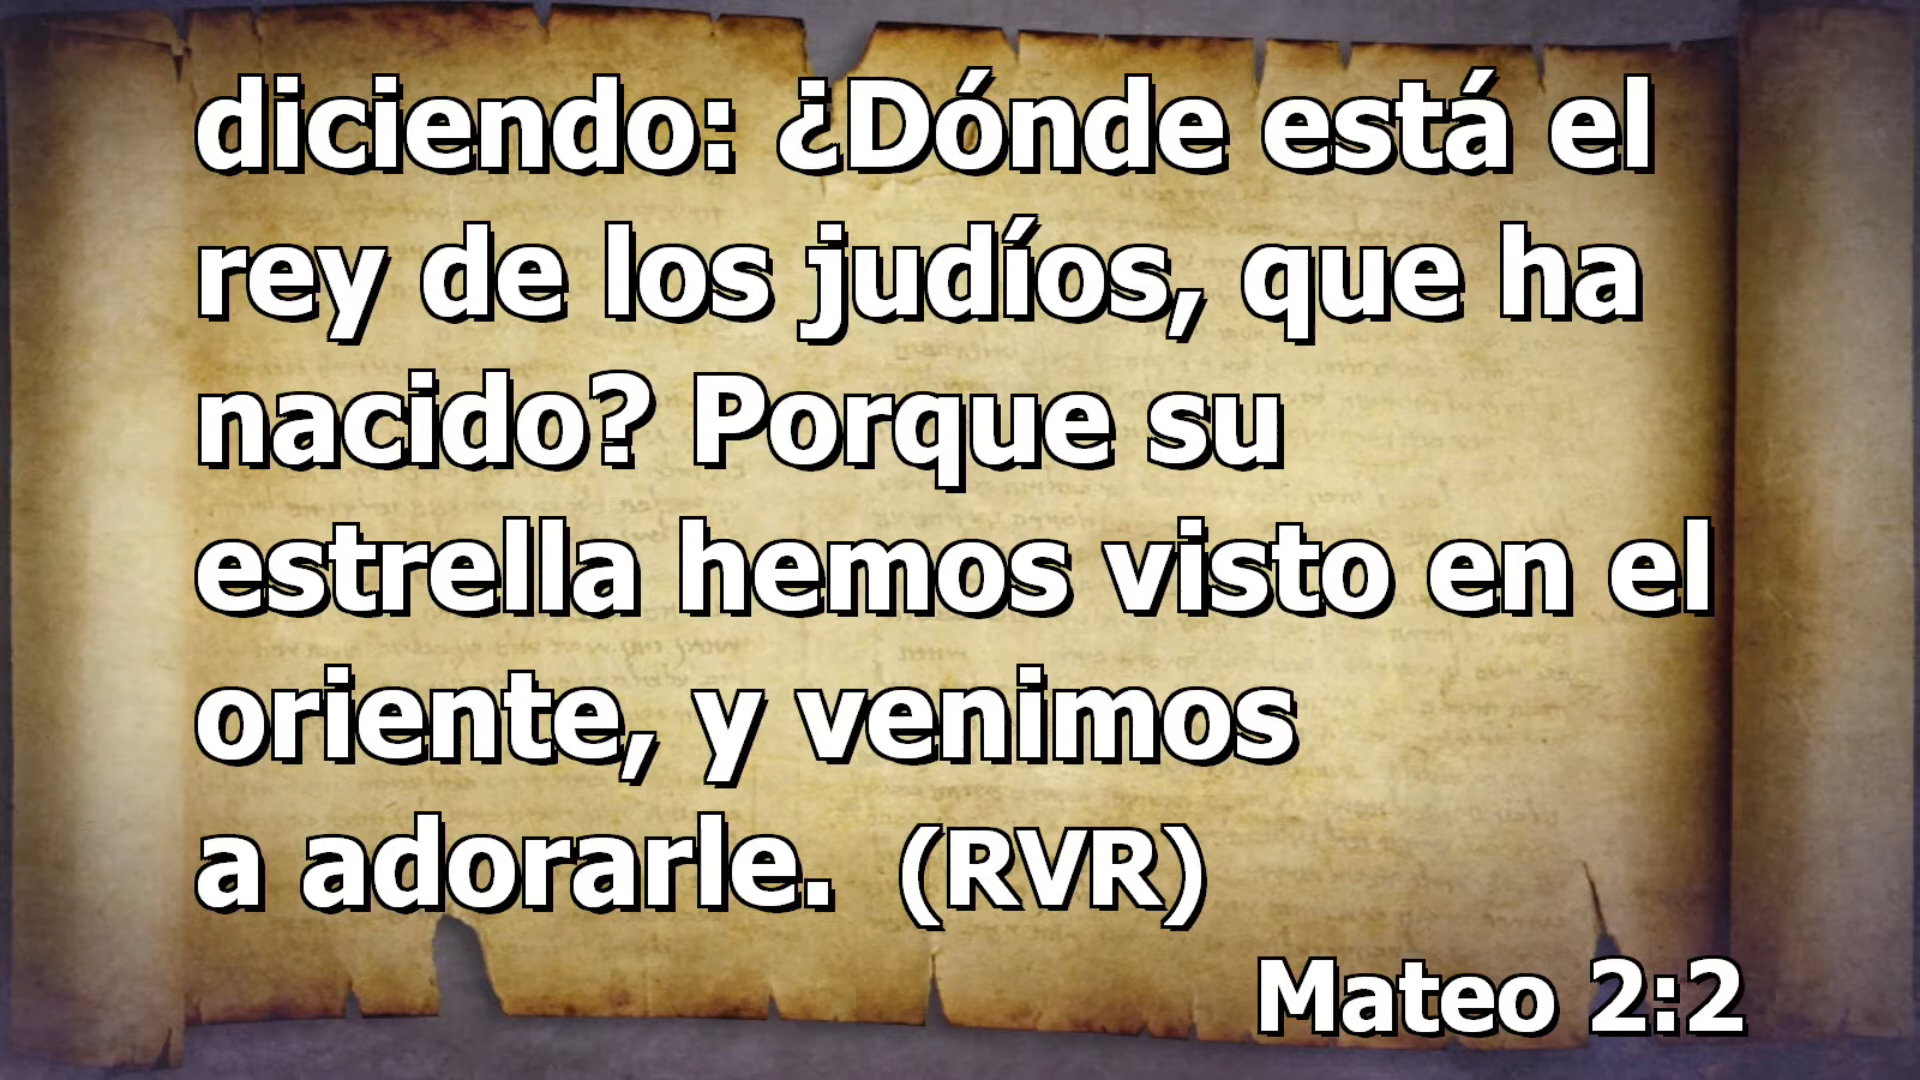 diciendo: ¿Dónde está el
rey de los judíos, que ha
nacido? Porque su
estrella hemos visto en el
oriente, y venimos
a adorarle. (RVR)
Mateo 2:2